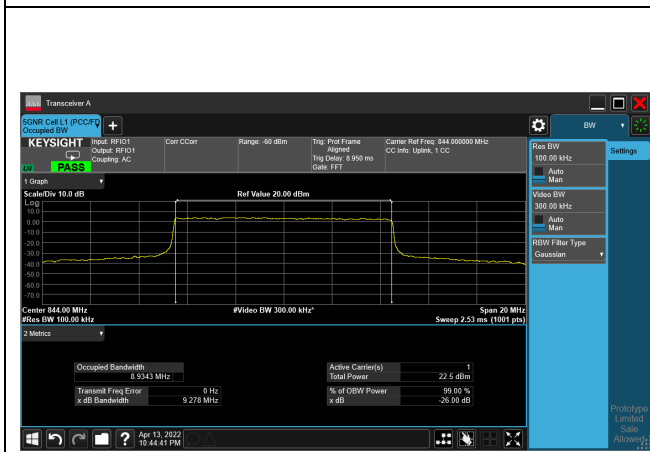 Transceiver A
5GNR Cell L1 (PCC/FD
Occupied BW
BW
KEYSIGHT
Input: RFIO1
Output: RFIO1
Coupling: AC
Corr CCorr
Range: -60 dBm
Trig: Prot Frame
Aligned
Trig Delay: 8.950 ms
Gate: FFT
Carrier Ref Freq: 844.000000 MHz
CC Info: Uplink, 1 CC
PASS
1 Graph
Scale/Div 10.0 dB
Ref Value 20.00 dBm
Log
10.0
0.00
-10.0
-20.0
-30.0
-40.0
-50.0
-60.0
-70.0
Center 844.00 MHz
#Video BW 300.00 kHz*
Span 20 MHz
#Res BW 100.00 kHz
Sweep 2.53 ms (1001 pts)
2 Metrics
Occupied Bandwidth
8.9343 MHz
Transmit Freq Error 0 Hz
x dB Bandwidth 9.278 MHz
Active Carrier(s) 1
Total Power 22.5 dBm
% of OBW Power 99.00 %
x dB -26.00 dB
Res BW
100.00 kHz
Auto
Man
Video BW
300.00 kHz
Auto
Man
RBW Filter Type
Gaussian
Settings
Prototype
Limited
Sale
Allowed
Apr 13, 2022
10:44:41 PM